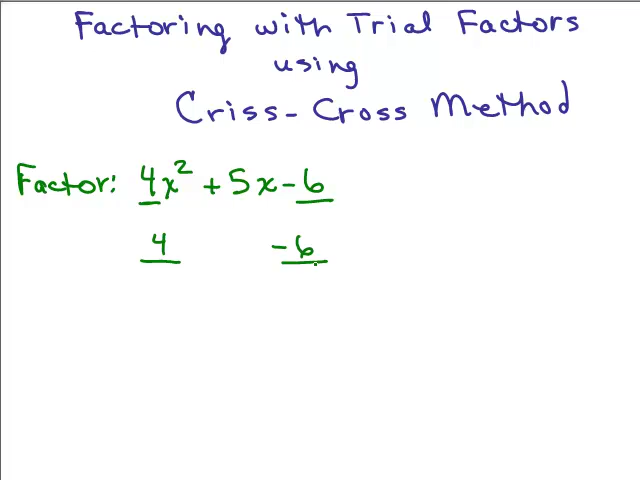 Factoring with Trial Factors
using
Criss-Cross Method
Factor: 4x² + 5x - 6
4 -6